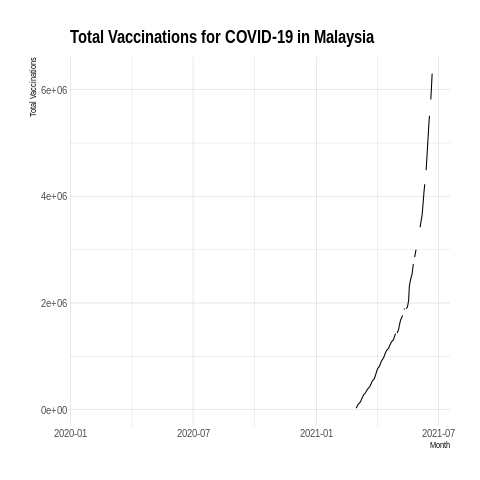 Total Vaccinations for COVID-19 in Malaysia
Total Vaccinations
6e+06
4e+06
2e+06
0e+00
2020-01 2020-07 2021-01 2021-07
Month